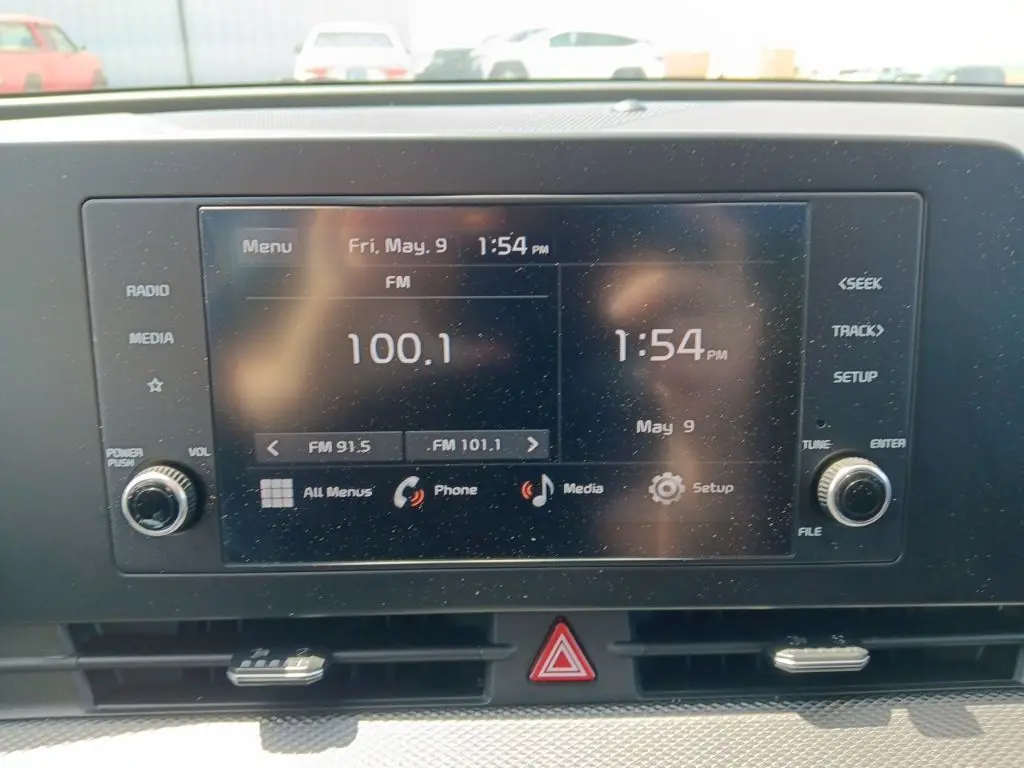 Menu Fri, May. 9 1:54 PM
FM
100.1
FM 91.5 FM 101.1
1:54 PM
May 9
All Menus Phone Media Setup
RADIO
MEDIA
POWER PUSH VOL
<SEEK
TRACK>
SETUP
TUNE ENTER
FILE